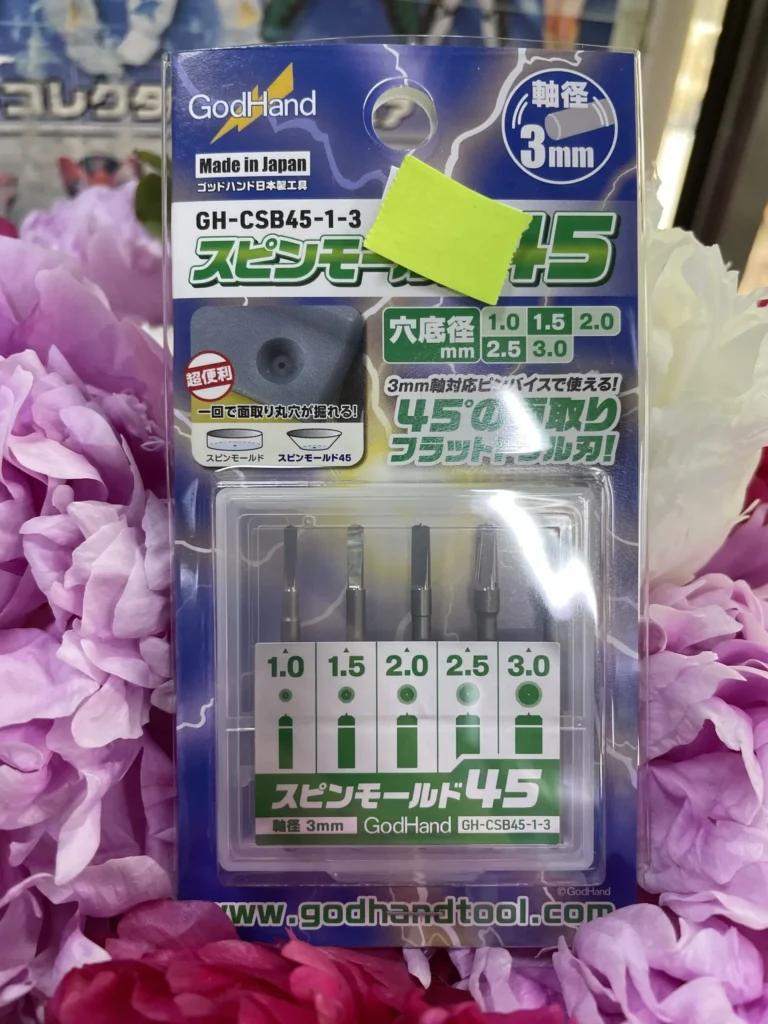 コレクタ
GodHand
軸径
3mm
Made in Japan
ゴッドハンド日本製工具
GH-CSB45-1-3
スピンモールド45
穴底径
mm
1.0 1.5 2.0
2.5 3.0
超便利
一回で面取り丸穴が掘れる!
スピンモールド スピンモールド45
3mm軸対応ピンバイスで使える!
45°の面取り
フラットドリル刃!
1.0 1.5 2.0 2.5 3.0
スピンモールド45
軸径 3mm GodHand GH-CSB45-1-3
©GodHand
www.godhandtool.com